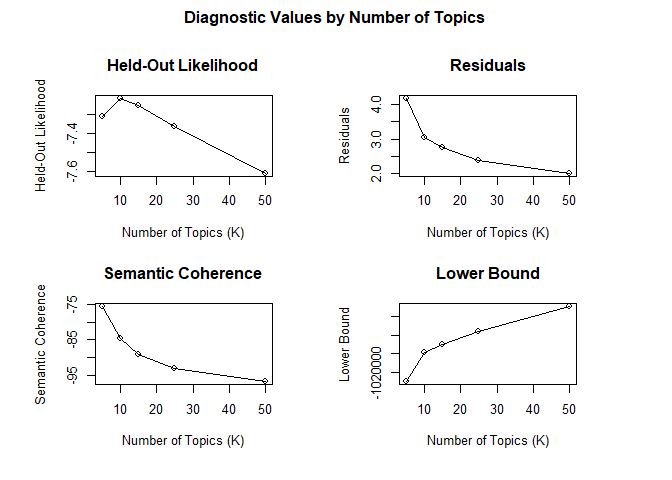 Diagnostic Values by Number of Topics
Held-Out Likelihood
Held-Out Likelihood
-7.4
-7.6
10 20 30 40 50
Number of Topics (K)
Residuals
Residuals
4.0
3.0
2.0
10 20 30 40 50
Number of Topics (K)
Semantic Coherence
Semantic Coherence
-75
-85
-95
10 20 30 40 50
Number of Topics (K)
Lower Bound
Lower Bound
-1020000
10 20 30 40 50
Number of Topics (K)